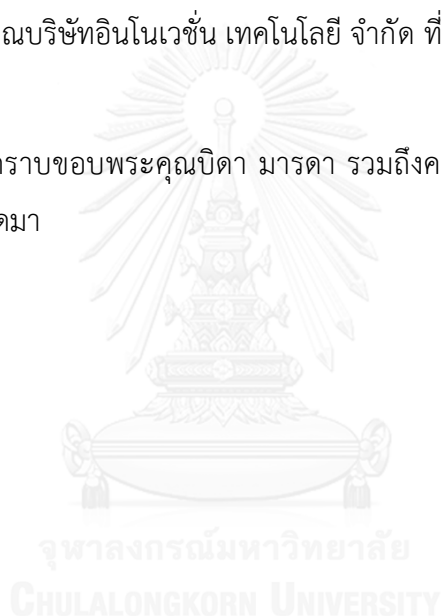 ณบริษัทอินโนเวชั่น เทคโนโลยี จำกัด ที่
ราบขอบพระคุณบิดา มารดา รวมถึงค
ดมา
จุฬาลงกรณ์มหาวิทยาลัย
CHULALONGKORN UNIVERSITY